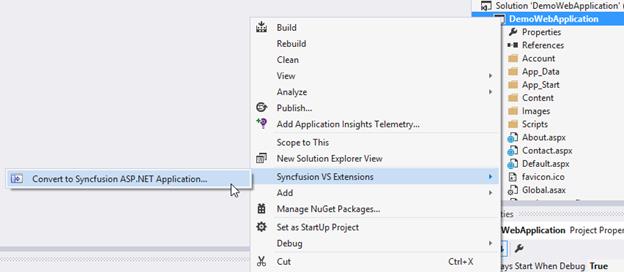 Solution 'DemoWebApplication' (
DemoWebApplication
Properties
References
Account
App_Data
App_Start
Content
Images
Scripts
About.aspx
Contact.aspx
Default.aspx
favicon.ico
Global.asax
Build
Rebuild
Clean
View
Analyze
Publish...
Add Application Insights Telemetry...
Scope to This
New Solution Explorer View
Syncfusion VS Extensions
Convert to Syncfusion ASP.NET Application...
Add
Manage NuGet Packages...
Set as StartUp Project
Debug
Cut Ctrl+X
erties
WebApplication Project Proper
ays Start When Debug True